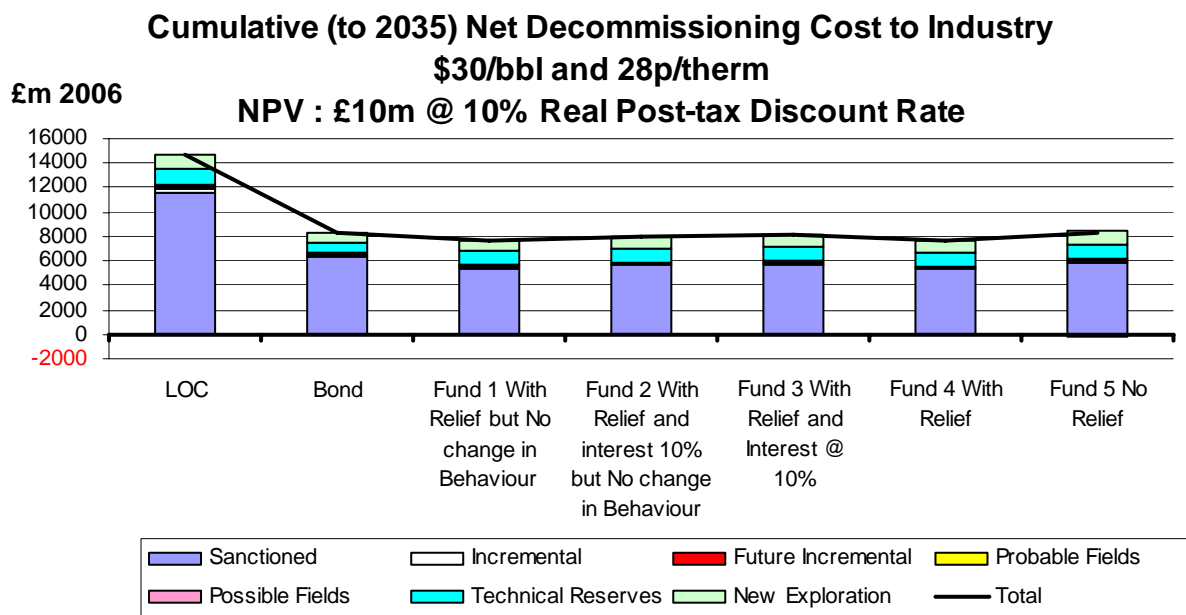 Cumulative (to 2035) Net Decommissioning Cost to Industry
$30/bbl and 28p/therm
£m 2006
NPV : £10m @ 10% Real Post-tax Discount Rate
16000
14000
12000
10000
8000
6000
4000
2000
0
-2000
LOC
Bond
Fund 1 With
Relief but No
change in
Behaviour
Fund 2 With
Relief and
interest 10%
but No change
in Behaviour
Fund 3 With
Relief and
Interest @
10%
Fund 4 With
Relief
Fund 5 No
Relief
Sanctioned
Incremental
Future Incremental
Probable Fields
Possible Fields
Technical Reserves
New Exploration
Total